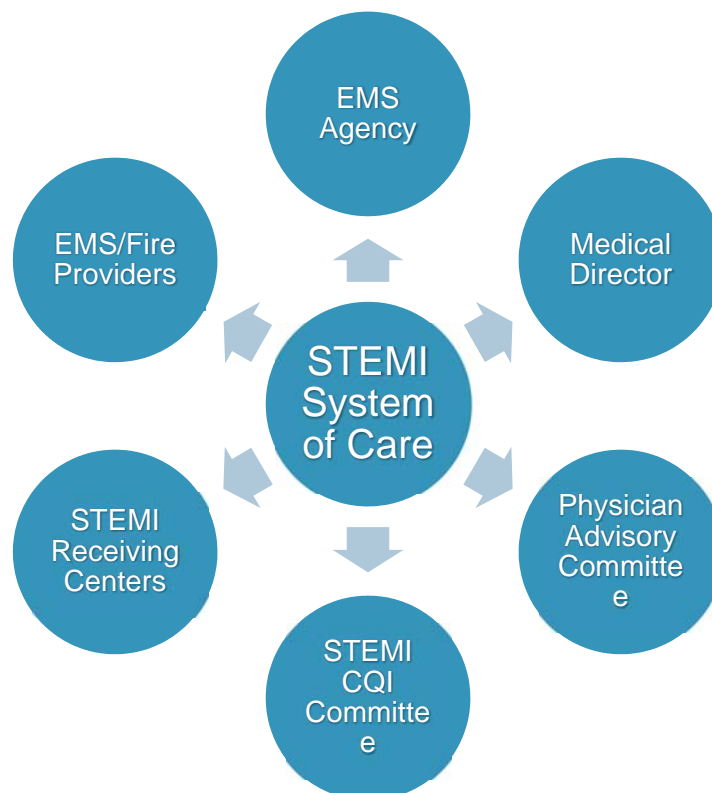 EMS
Agency
EMS/Fire
Providers
Medical
Director
STEMI
System
of Care
STEMI
Receiving
Centers
Physician
Advisory
Committe
e
STEMI
CQI
Committe
e